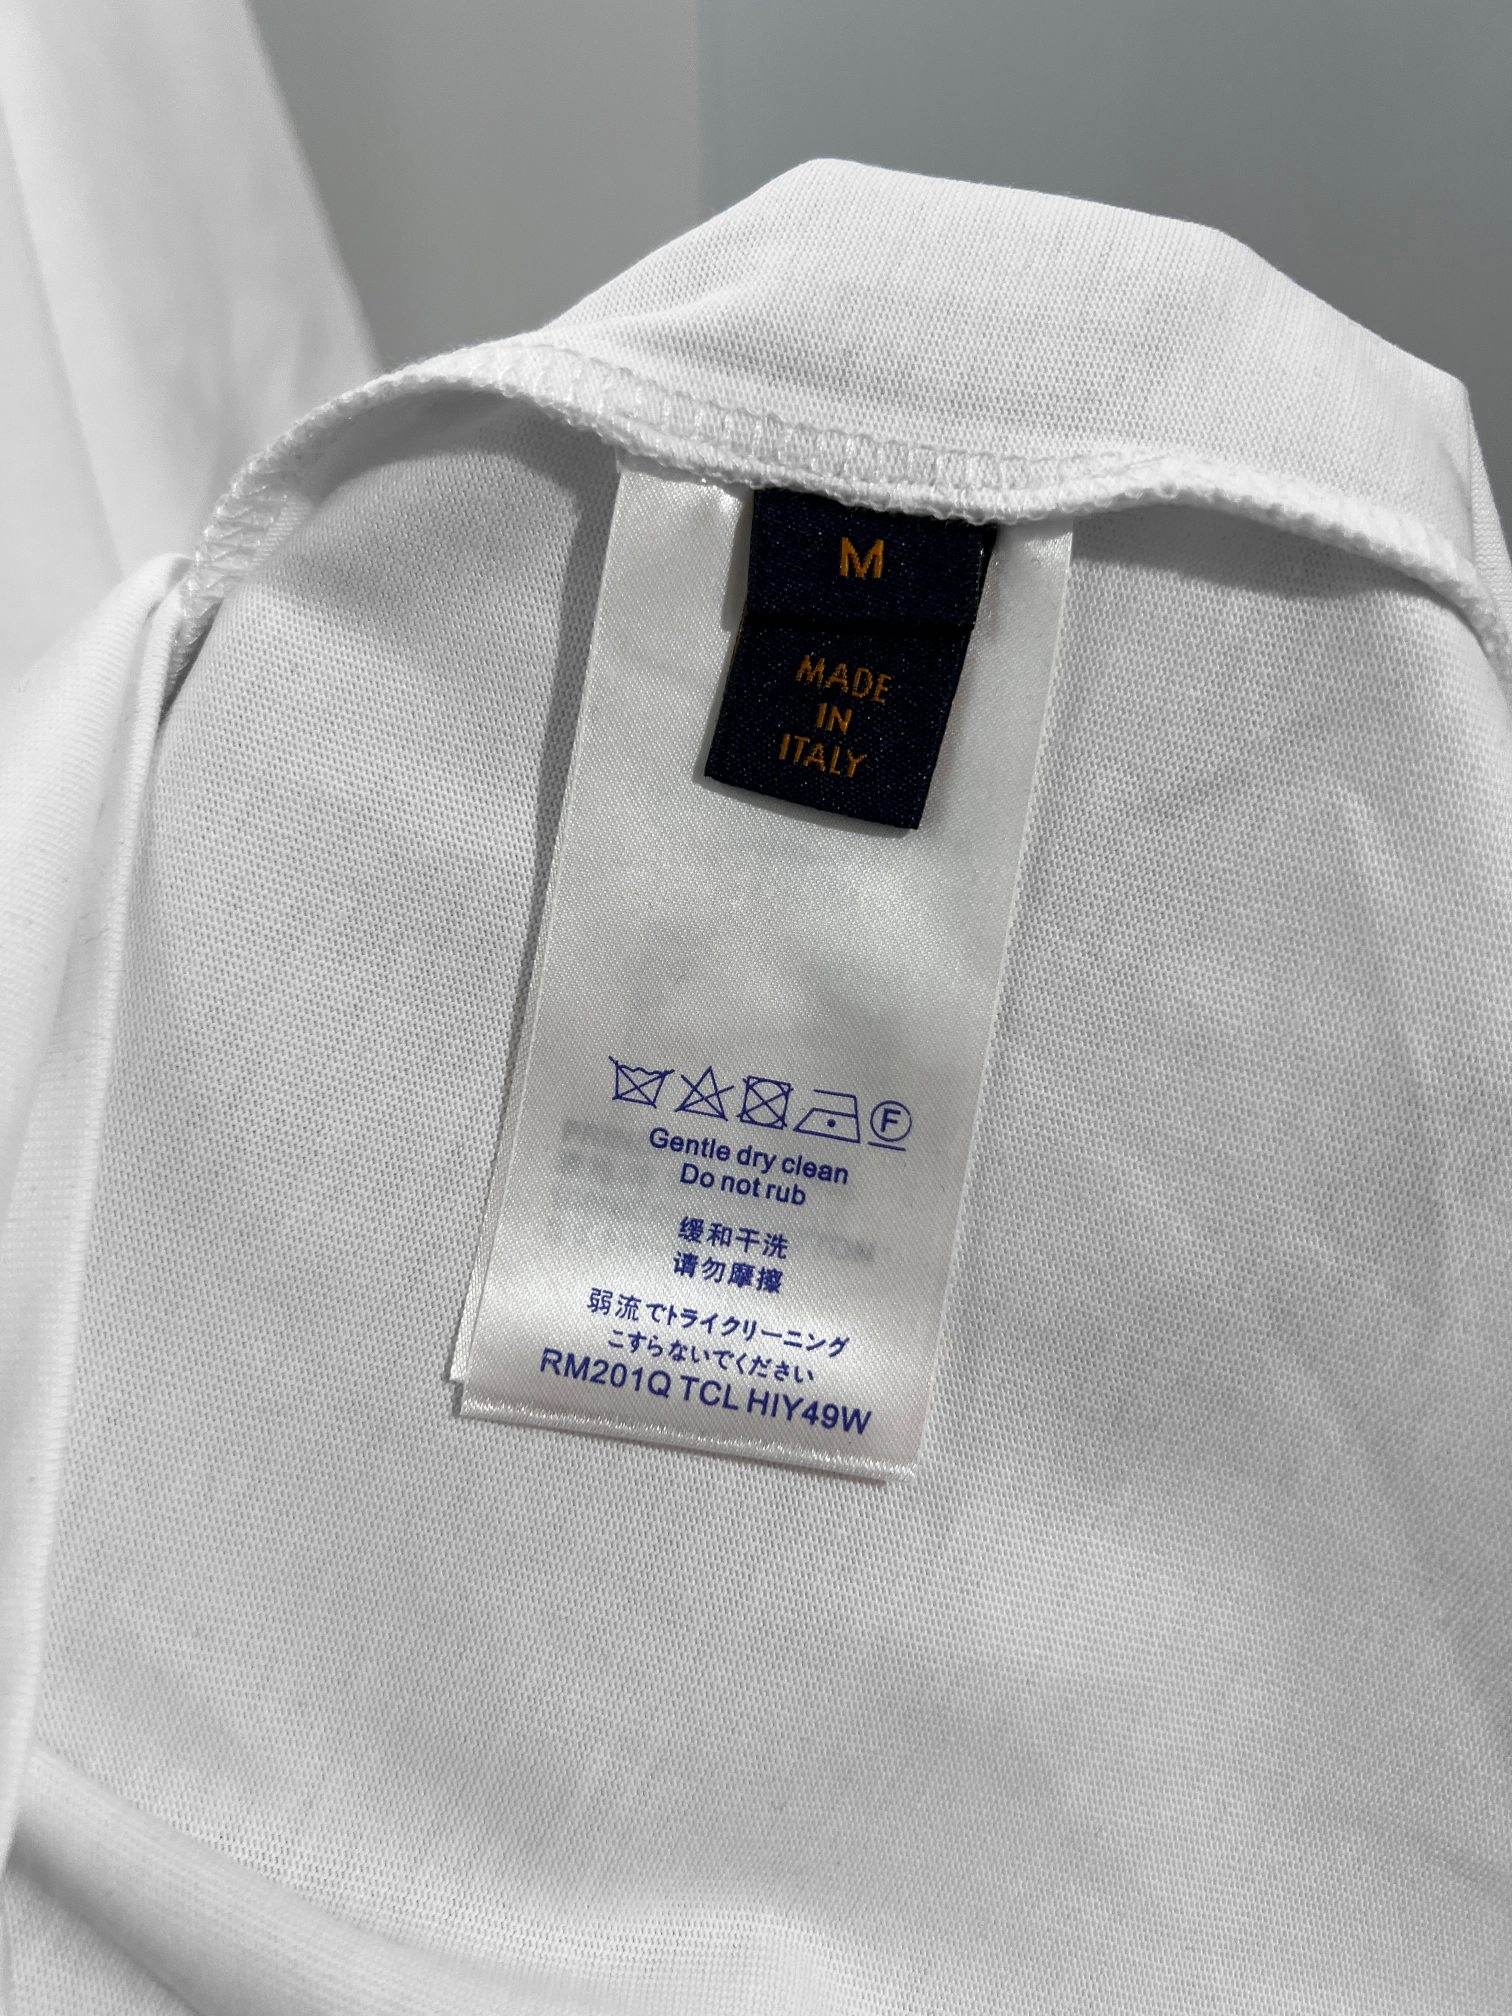 M
MADE
IN
ITALY
F
Gentle dry clean
Do not rub
缓和干洗
请勿摩擦
弱流でトライクリーニング
こすらないでください
RM201Q TCL HIY49W